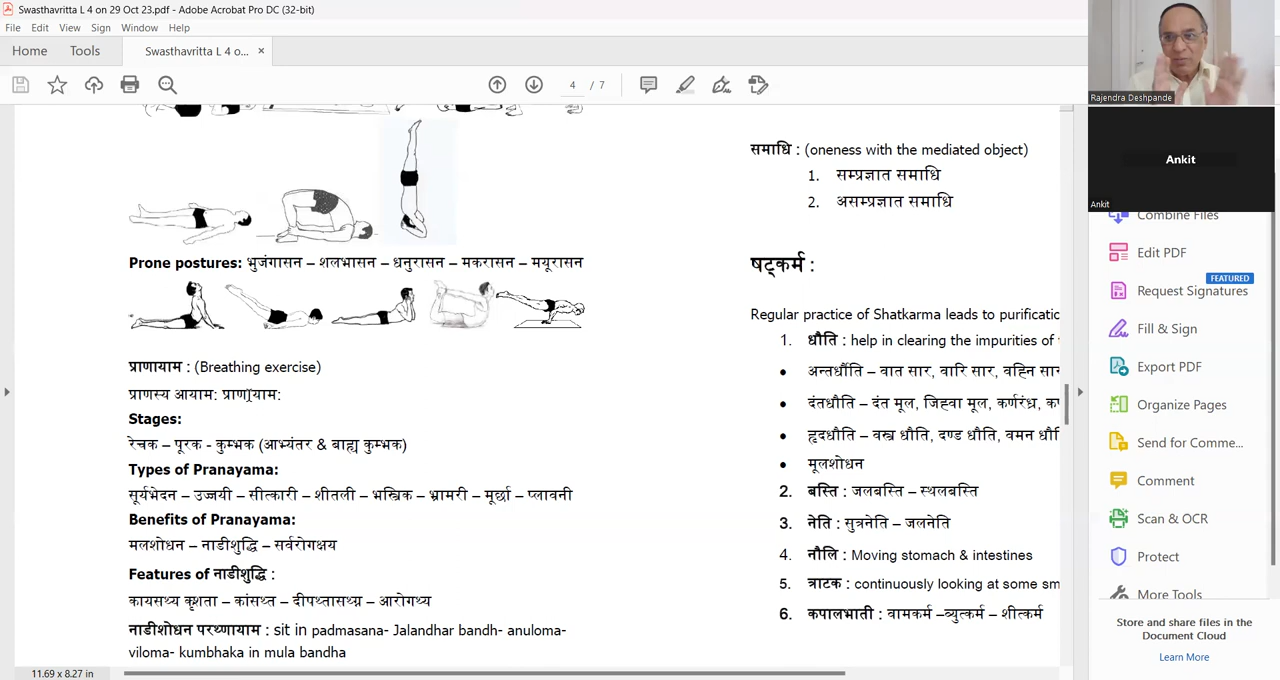 Swasthavritta L 4 on 29 Oct 23.pdf - Adobe Acrobat Pro DC (32-bit)
File Edit View Sign Window Help
Home Tools Swasthavritta L 4 o... ×
4 / 7
Prone postures: भुजंगासन – शलभासन – धनुरासन – मकरासन – मयूरासन
प्राणायाम : (Breathing exercise)
प्राणस्य आयाम: प्राणायाम:
Stages:
रेचक – पूरक - कुम्भक (आभ्यंतर & बाह्य कुम्भक)
Types of Pranayama:
सूर्यभेदन – उज्जयी – सीत्कारी – शीतली – भस्त्रिक – भ्रामरी – मूर्छा – प्लावनी
Benefits of Pranayama:
मलशोधन – नाडीशुद्धि – सर्वरोगक्षय
Features of नाडीशुद्धि :
कायसथ्य कृशता – कांसथ्त – दीपथ्तासथ्ग्र – आरोगथ्य
नाडीशोधन परथ्णायाम : sit in padmasana- Jalandhar bandh- anuloma-
viloma- kumbhaka in mula bandha
11.69 x 8.27 in
समाधि : (oneness with the mediated object)
1. सम्प्रज्ञात समाधि
2. असम्प्रज्ञात समाधि
षट्कर्म :
Regular practice of Shatkarma leads to purificatio
1. धौति : help in clearing the impurities of
• अन्तर्धौति – वात सार, वारि सार, वह्नि सार
• दंतधौति – दंत मूल, जिह्वा मूल, कर्णरंध्र,
• हृदधौति – वस्त्र धौति, दण्ड धौति, वमन धौति
• मूलशोधन
2. बस्ति : जलबस्ति – स्थलबस्ति
3. नेति : सुत्रनेति – जलनेति
4. नौलि : Moving stomach & intestines
5. त्राटक : continuously looking at some sm
6. कपालभाती : वामकर्म –व्युत्कर्म – शीत्कर्म
Rajendra Deshpande
Ankit
Ankit
Combine Files
Edit PDF
FEATURED
Request Signatures
Fill & Sign
Export PDF
Organize Pages
Send for Comme...
Comment
Scan & OCR
Protect
More Tools
Store and share files in the
Document Cloud
Learn More